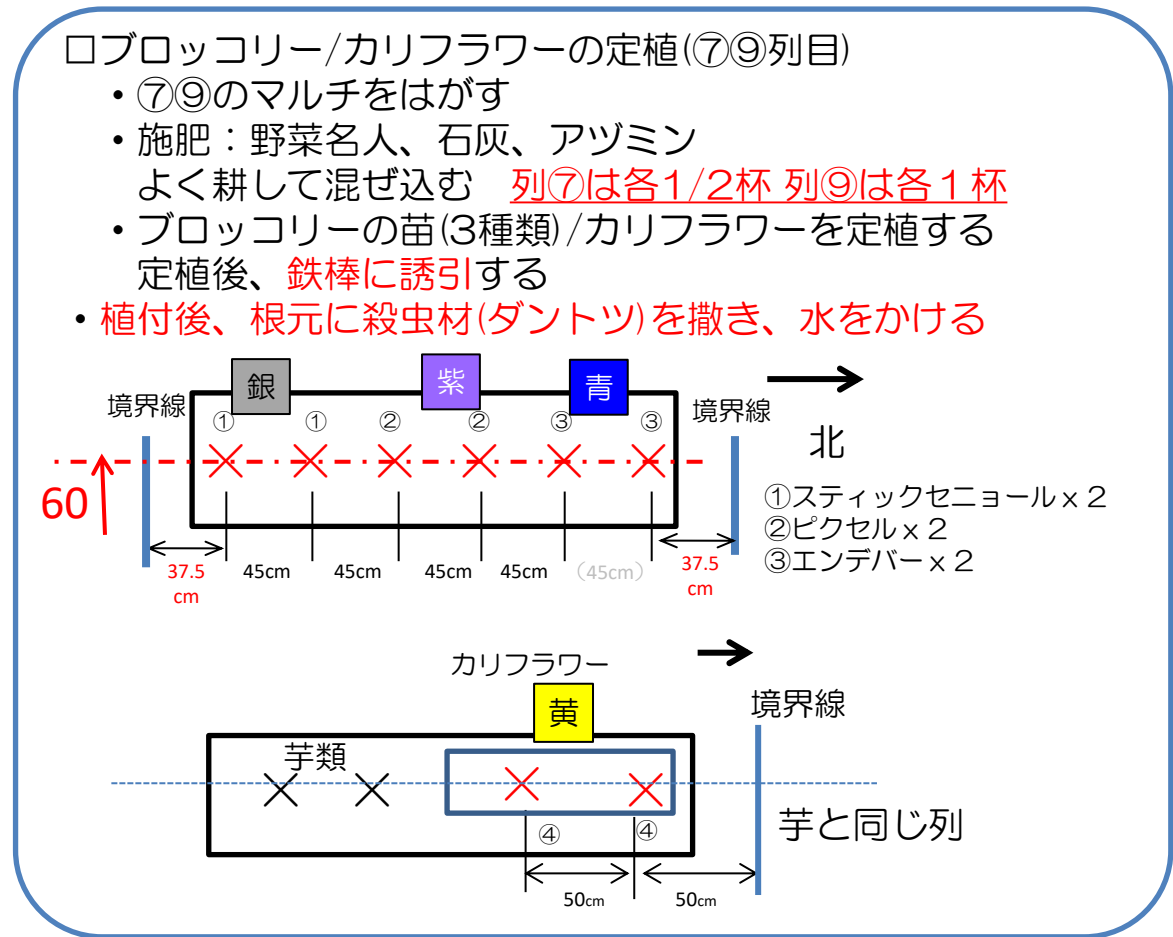 □ブロッコリー/カリフラワーの定植(⑦⑨列目)
・⑦⑨のマルチをはがす
・施肥：野菜名人、石灰、アヅミン
よく耕して混ぜ込む　列⑦は各1/2杯 列⑨は各１杯
・ブロッコリーの苗(3種類)/カリフラワーを定植する
定植後、鉄棒に誘引する
・植付後、根元に殺虫材(ダントツ)を撒き、水をかける
銀 紫 青
境界線 ① ① ② ② ③ ③ 境界線
北
60
①スティックセニョールｘ２
②ピクセルｘ２
③エンデバーｘ２
37.5cm 45cm 45cm 45cm 45cm （45cm） 37.5cm
カリフラワー
黄
境界線
芋類
④ ④
芋と同じ列
50cm 50cm